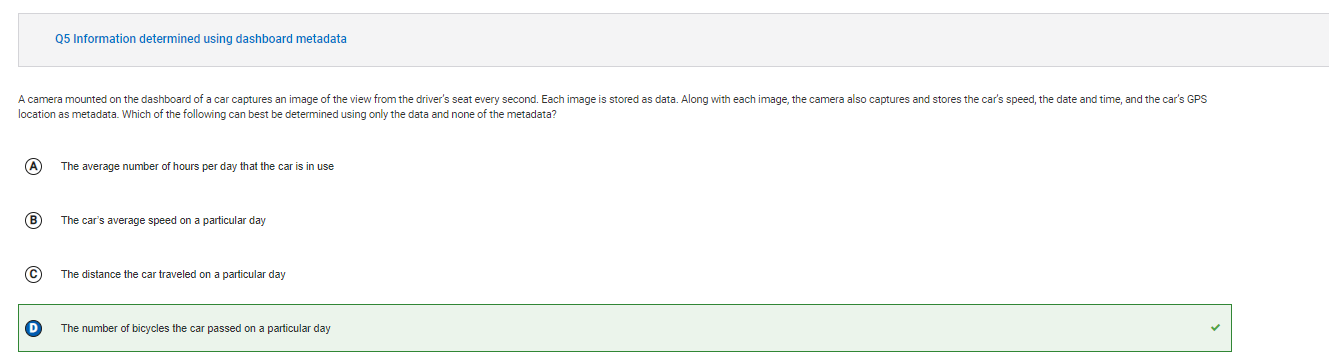 Q5 Information determined using dashboard metadata
A camera mounted on the dashboard of a car captures an image of the view from the driver's seat every second. Each image is stored as data. Along with each image, the camera also captures and stores the car's speed, the date and time, and the car's GPS
location as metadata. Which of the following can best be determined using only the data and none of the metadata?
A The average number of hours per day that the car is in use
B The car's average speed on a particular day
C The distance the car traveled on a particular day
D The number of bicycles the car passed on a particular day